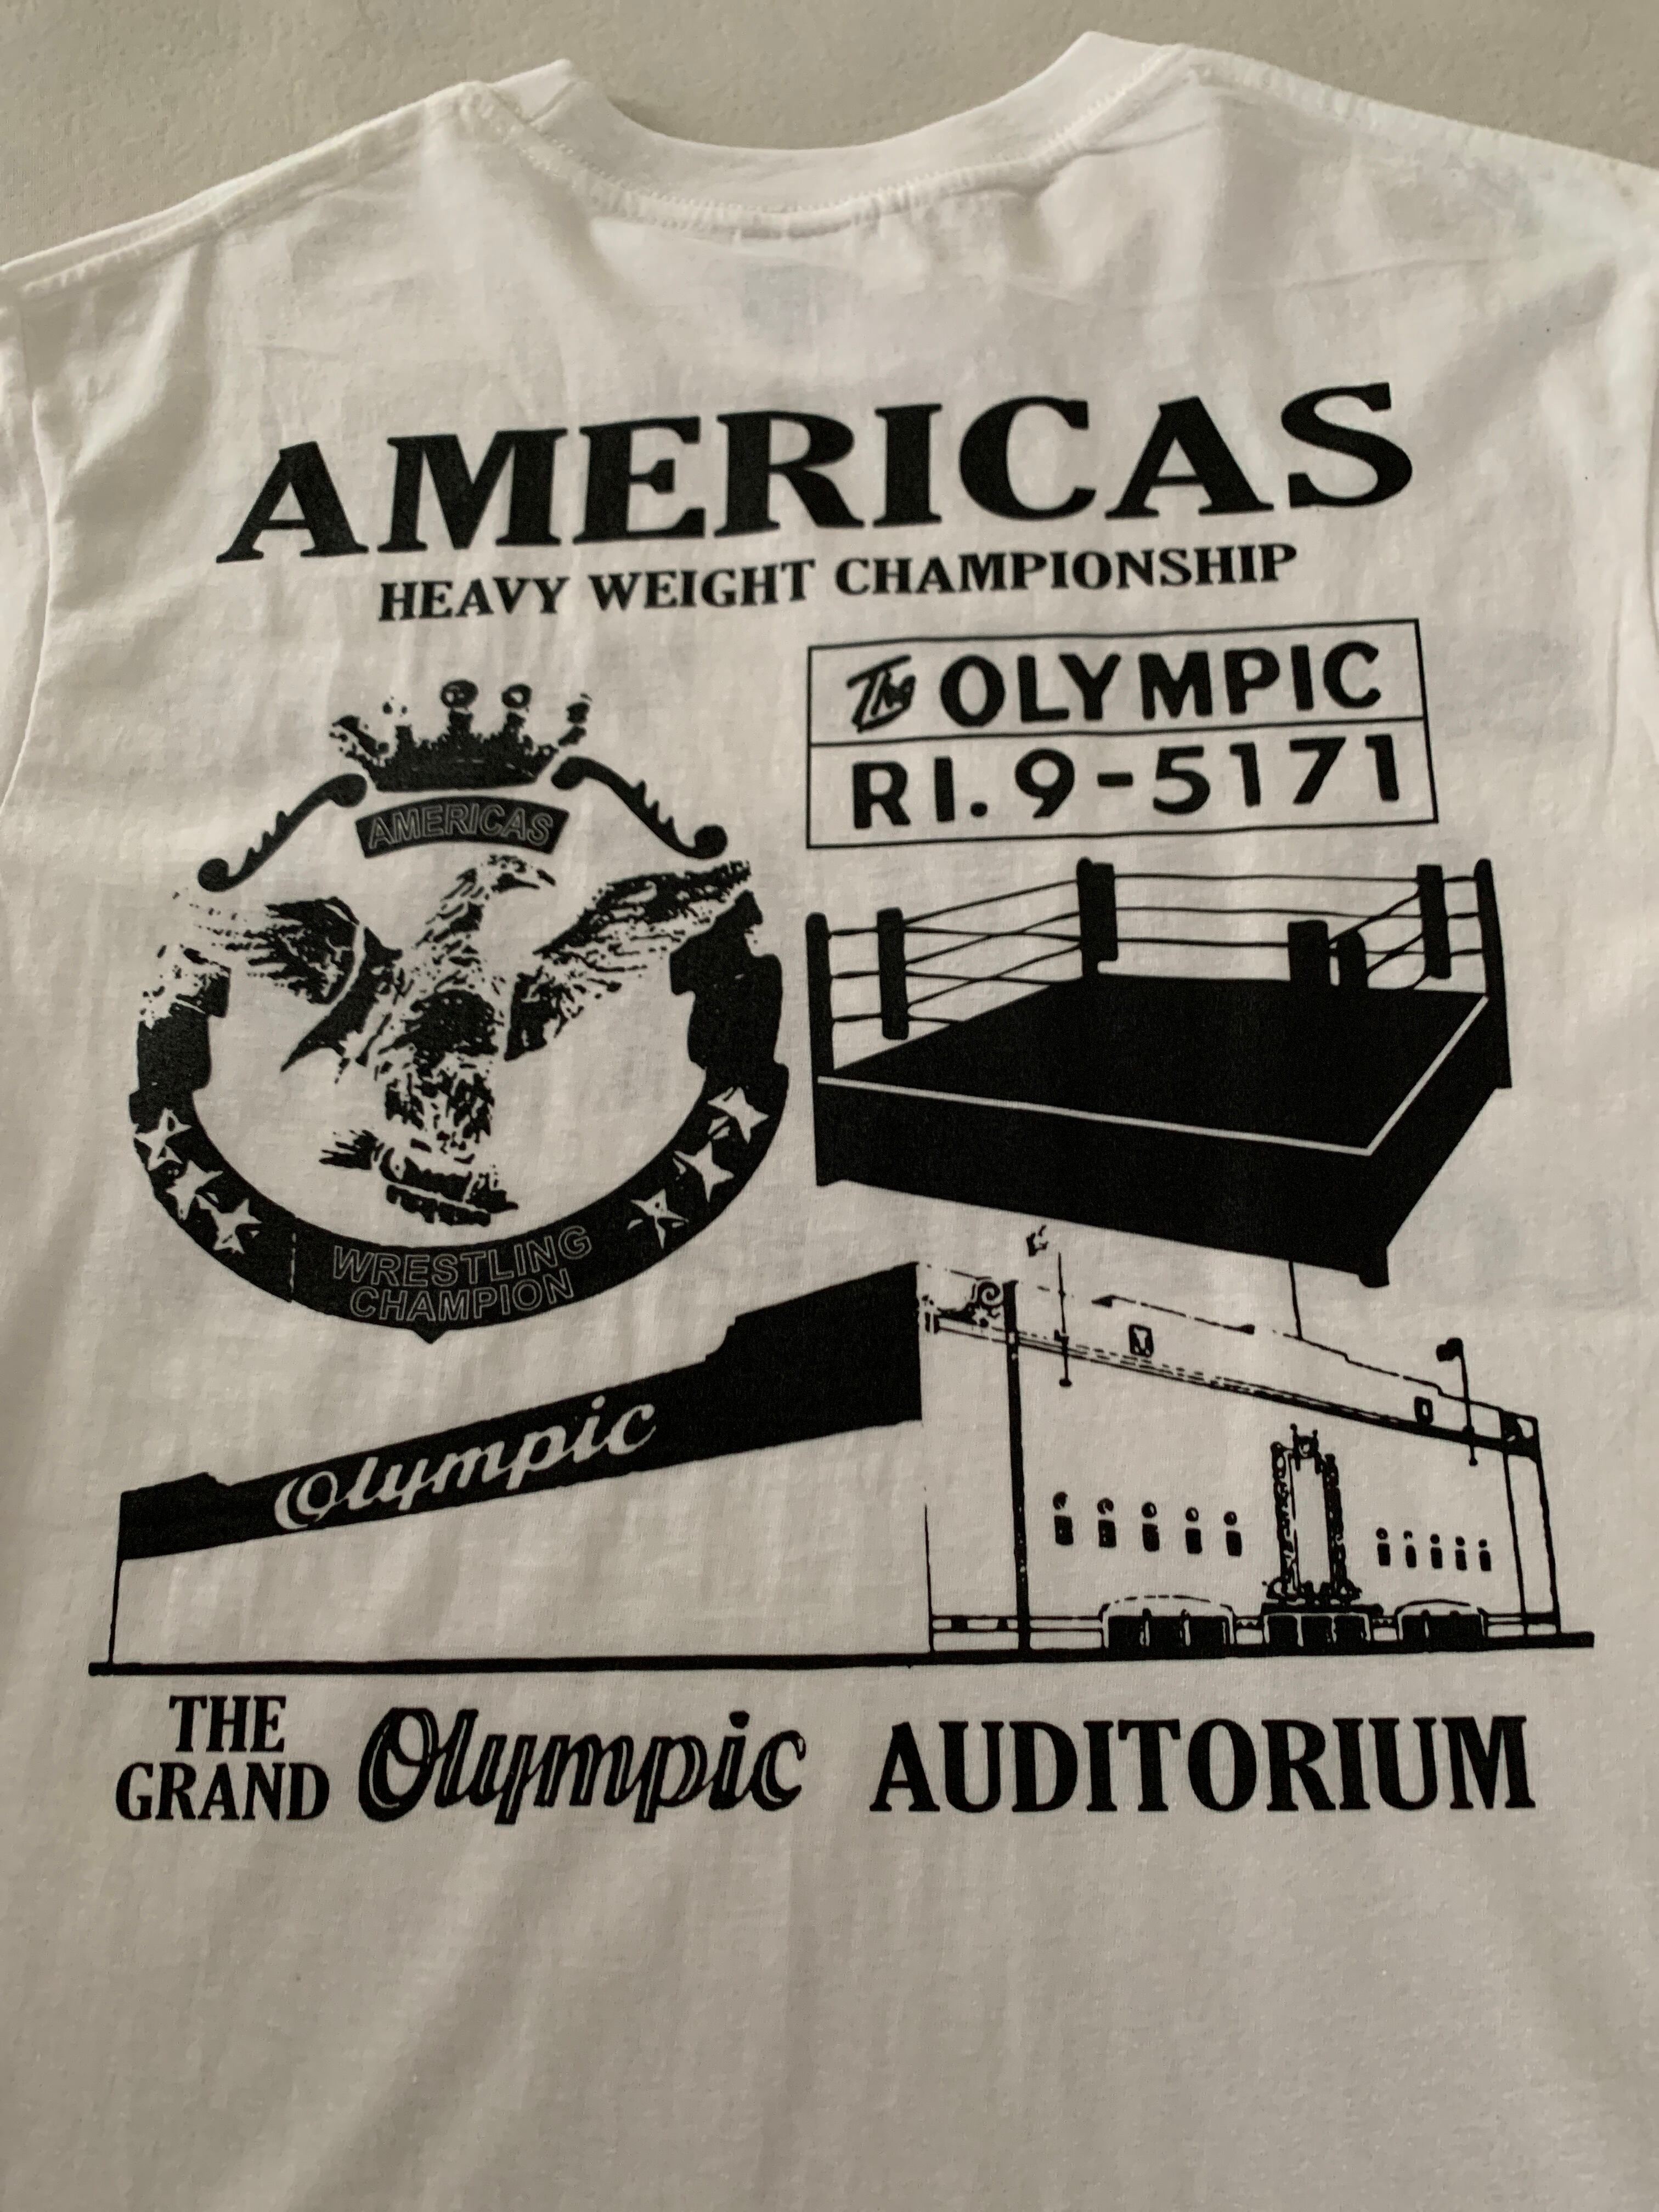 AMERICAS
HEAVY WEIGHT CHAMPIONSHIP
The OLYMPIC
RI. 9-5171
AMERICAS
WRESTLING
CHAMPION
Olympic
THE
GRAND Olympic AUDITORIUM